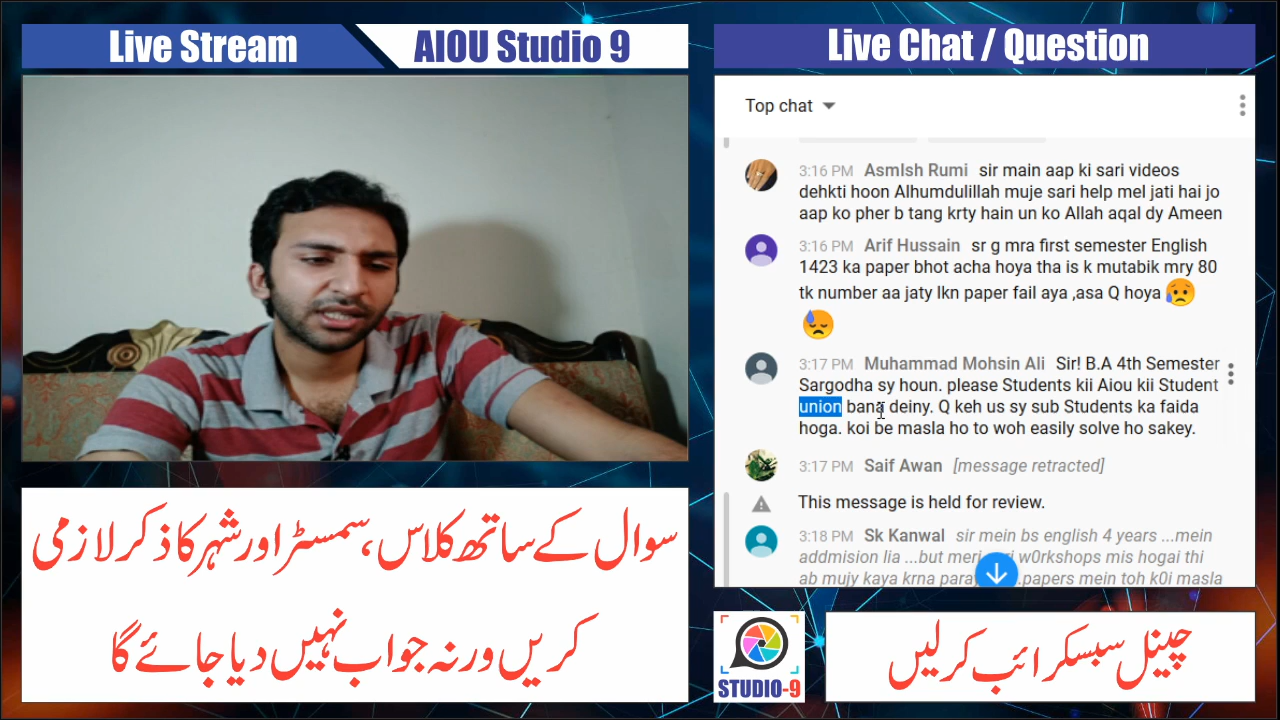 Live Stream
AIOU Studio 9
Live Chat / Question
Top chat
3:16 PM AsmIsh Rumi sir main aap ki sari videos
dehkti hoon Alhumdulillah muje sari help mel jati hai jo
aap ko pher b tang krty hain un ko Allah aqal dy Ameen
3:16 PM Arif Hussain sr g mra first semester English
1423 ka paper bhot acha hoya tha is k mutabik mry 80
tk number aa jaty lkn paper fail aya ,asa Q hoya 😥
😓
3:17 PM Muhammad Mohsin Ali Sir! B.A 4th Semester
Sargodha sy houn. please Students kii Aiou kii Student
union bana deiny. Q keh us sy sub Students ka faida
hoga. koi be masla ho to woh easily solve ho sakey.
3:17 PM Saif Awan [message retracted]
This message is held for review.
3:18 PM Sk Kanwal sir mein bs english 4 years ...mein
addmision lia ...but meri w0rkshops mis hogai thi
ab mujy kaya krna papers mein toh k0i masla
سوال کے ساتھ کلاس، سمسٹر اور شہر کا ذکر لازمی
کریں ورنہ جواب نہیں دیا جائے گا
STUDIO-9
چینل سبسکرائب کر لیں